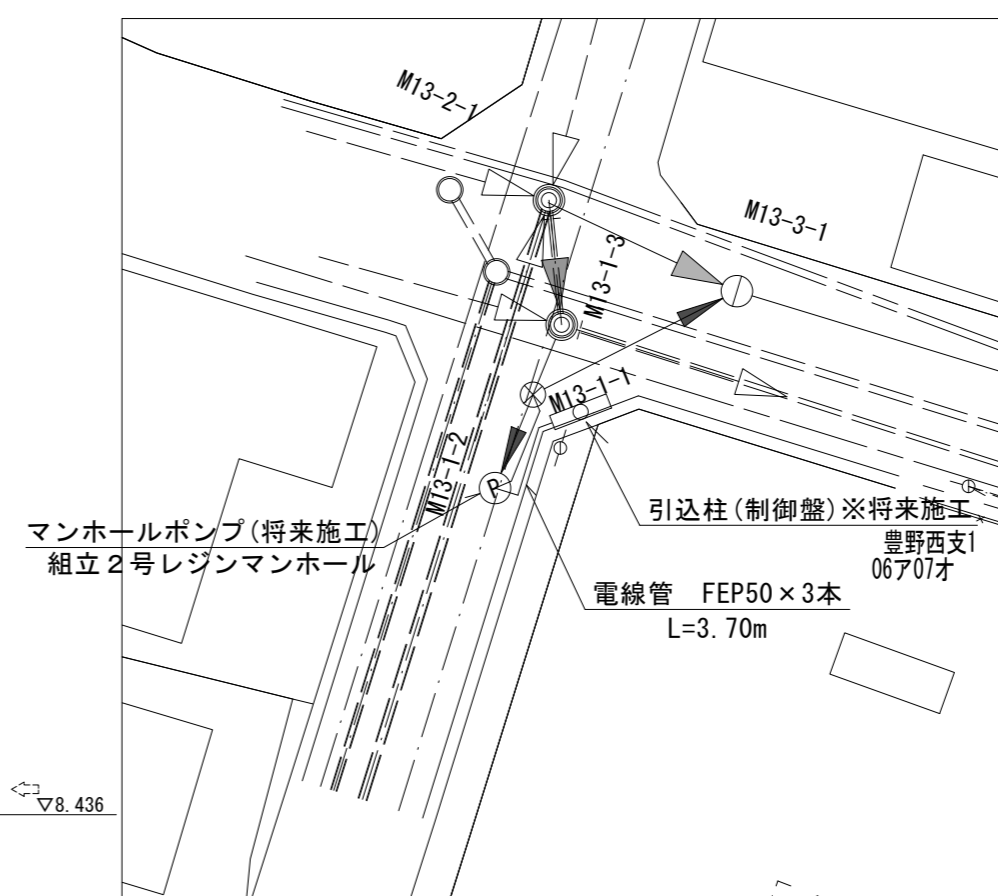 M13-2-1
M13-3-1
M13-1-3
M13-1-1
M13-1-2
P
マンホールポンプ(将来施工)
組立２号レジンマンホール
引込柱(制御盤)※将来施工
豊野西支1
06ア07オ
電線管　FEP50×3本
L=3.70m
▽8.436